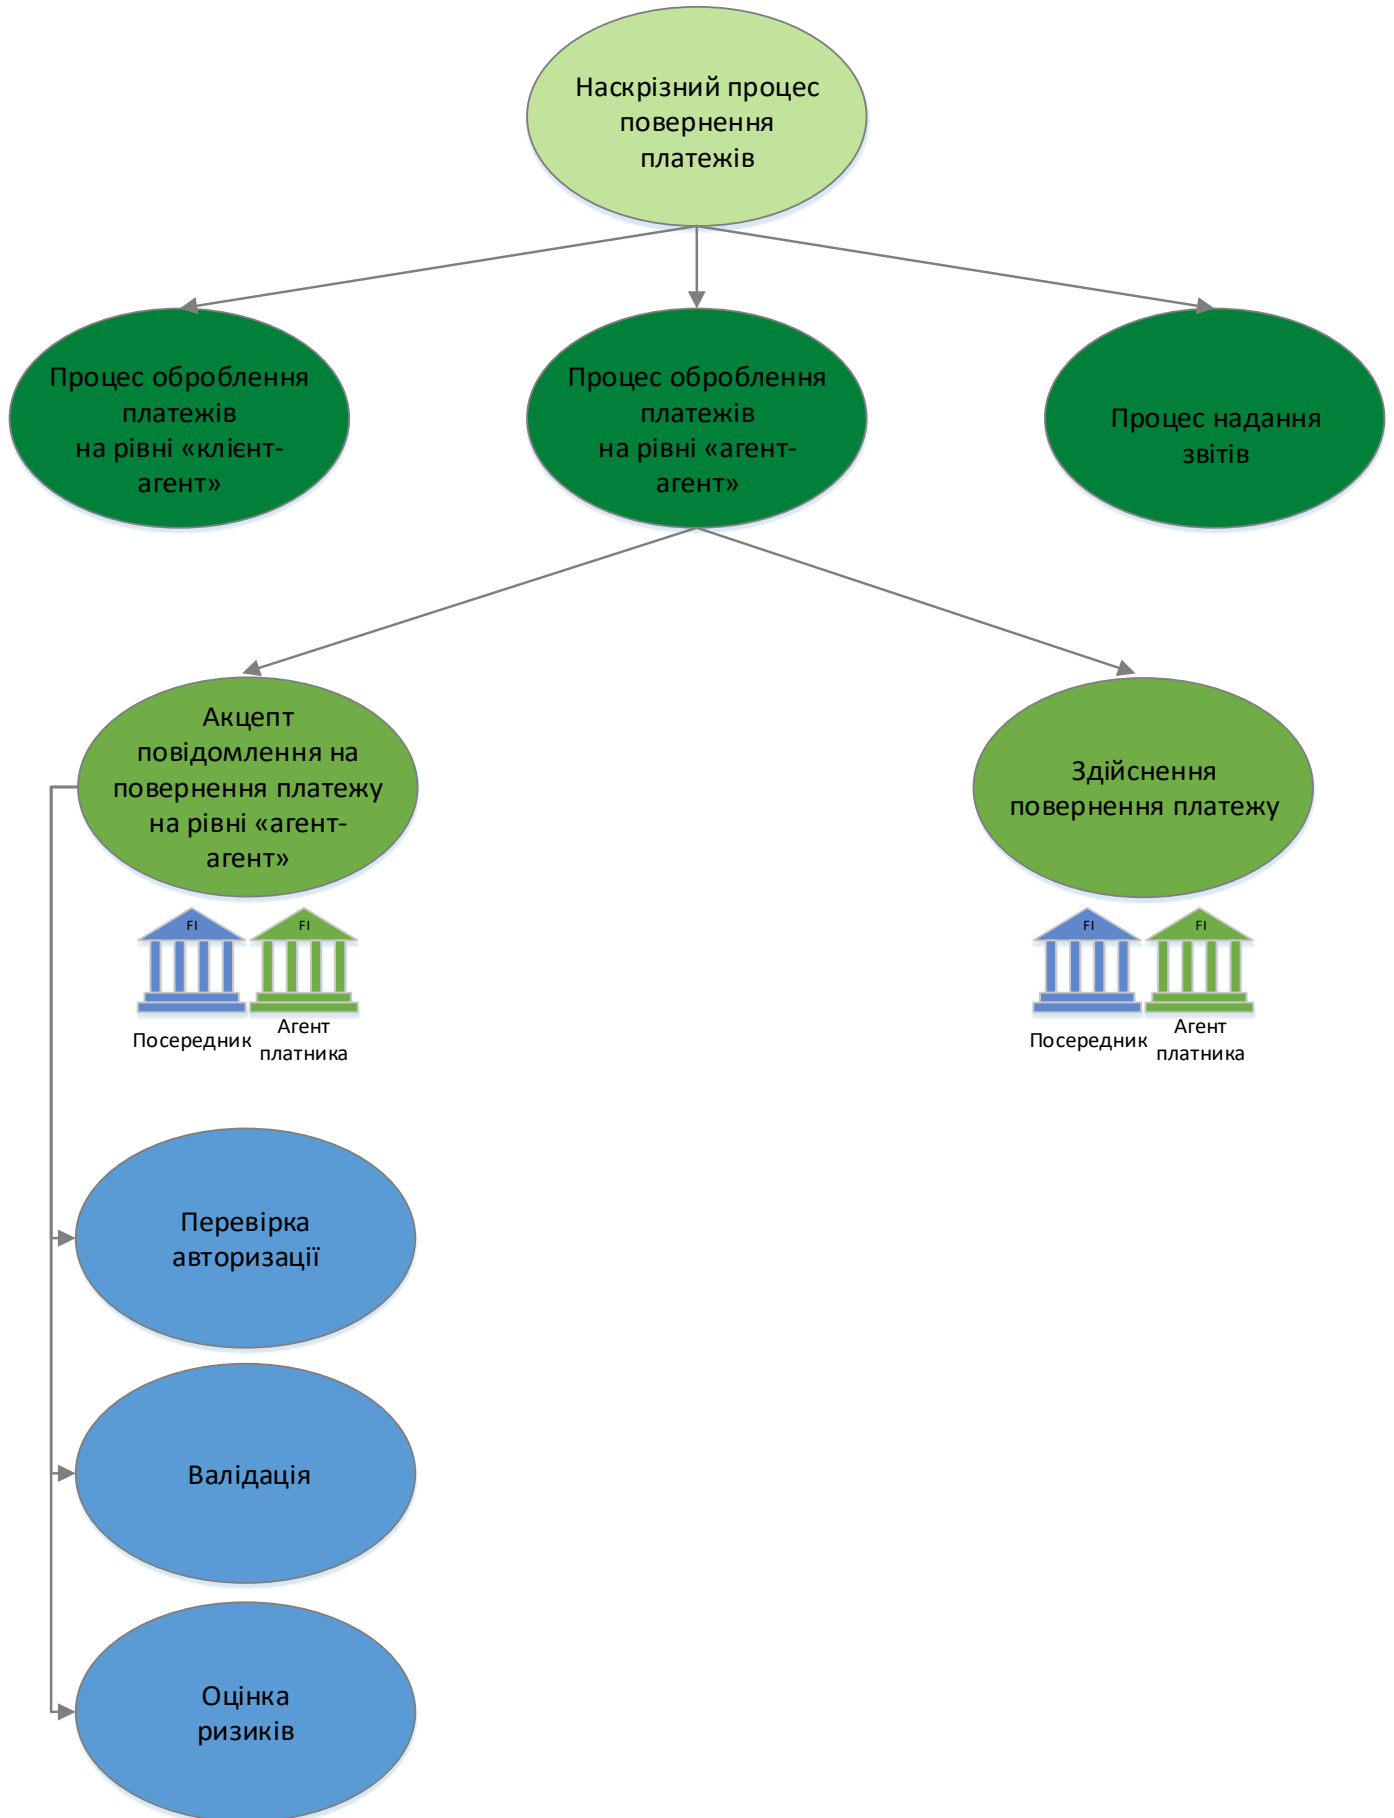 Наскрізний процес
повернення
платежів
Процес оброблення
платежів
на рівні «клієнт-
агент»
Процес оброблення
платежів
на рівні «агент-
агент»
Процес надання
звітів
Акцепт
повідомлення на
повернення платежу
на рівні «агент-
агент»
Здійснення
повернення платежу
FI
FI
Посередник
Агент
платника
FI
FI
Посередник
Агент
платника
Перевірка
авторизації
Валідація
Оцінка
ризиків